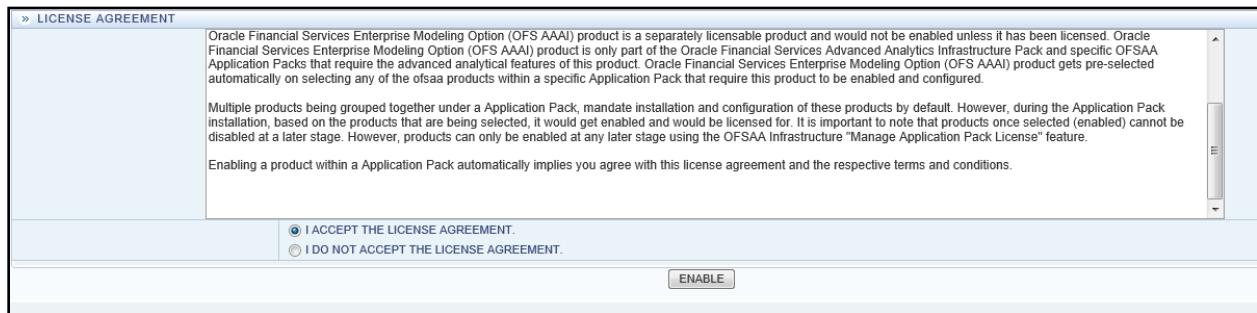 » LICENSE AGREEMENT
Oracle Financial Services Enterprise Modeling Option (OFS AAAI) product is a separately licensable product and would not be enabled unless it has been licensed. Oracle
Financial Services Enterprise Modeling Option (OFS AAAI) product is only part of the Oracle Financial Services Advanced Analytics Infrastructure Pack and specific OFSAA
Application Packs that require the advanced analytical features of this product. Oracle Financial Services Enterprise Modeling Option (OFS AAAI) product gets pre-selected
automatically on selecting any of the ofsaa products within a specific Application Pack that require this product to be enabled and configured.
Multiple products being grouped together under a Application Pack, mandate installation and configuration of these products by default. However, during the Application Pack
installation, based on the products that are being selected, it would get enabled and would be licensed for. It is important to note that products once selected (enabled) cannot be
disabled at a later stage. However, products can only be enabled at any later stage using the OFSAA Infrastructure "Manage Application Pack License" feature.
Enabling a product within a Application Pack automatically implies you agree with this license agreement and the respective terms and conditions.
I ACCEPT THE LICENSE AGREEMENT.
I DO NOT ACCEPT THE LICENSE AGREEMENT.
ENABLE